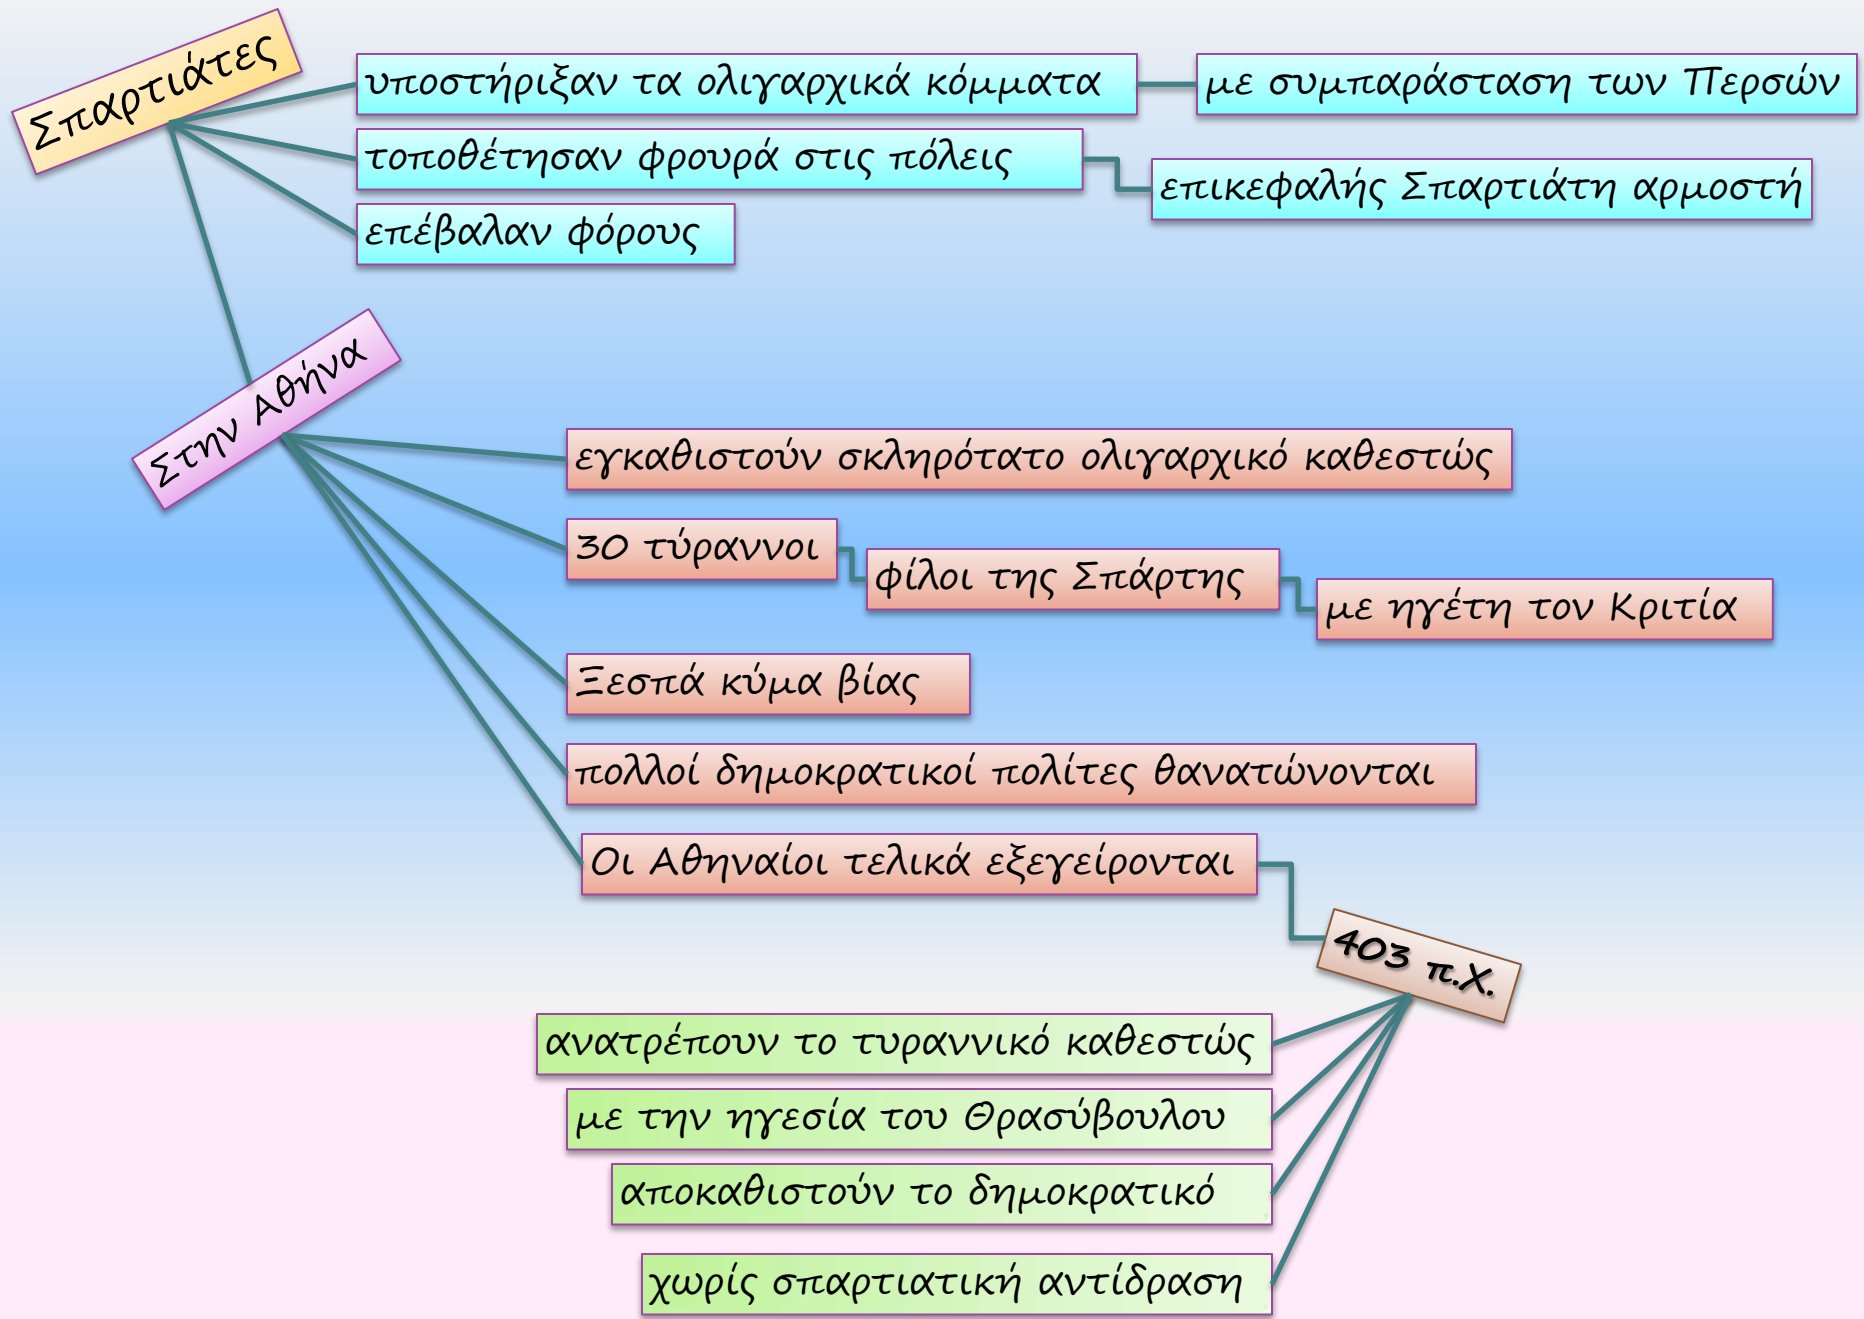 Σπαρτιάτες
υποστήριξαν τα ολιγαρχικά κόμματα
με συμπαράσταση των Περσών
τοποθέτησαν φρουρά στις πόλεις
επικεφαλής Σπαρτιάτη αρμοστή
επέβαλαν φόρους
Στην Αθήνα
εγκαθιστούν σκληρότατο ολιγαρχικό καθεστώς
30 τύραννοι
φίλοι της Σπάρτης
με ηγέτη τον Κριτία
Ξεσπά κύμα βίας
πολλοί δημοκρατικοί πολίτες θανατώνονται
Οι Αθηναίοι τελικά εξεγείρονται
403 π.Χ.
ανατρέπουν το τυραννικό καθεστώς
με την ηγεσία του Θρασύβουλου
αποκαθιστούν το δημοκρατικό
χωρίς σπαρτιατική αντίδραση